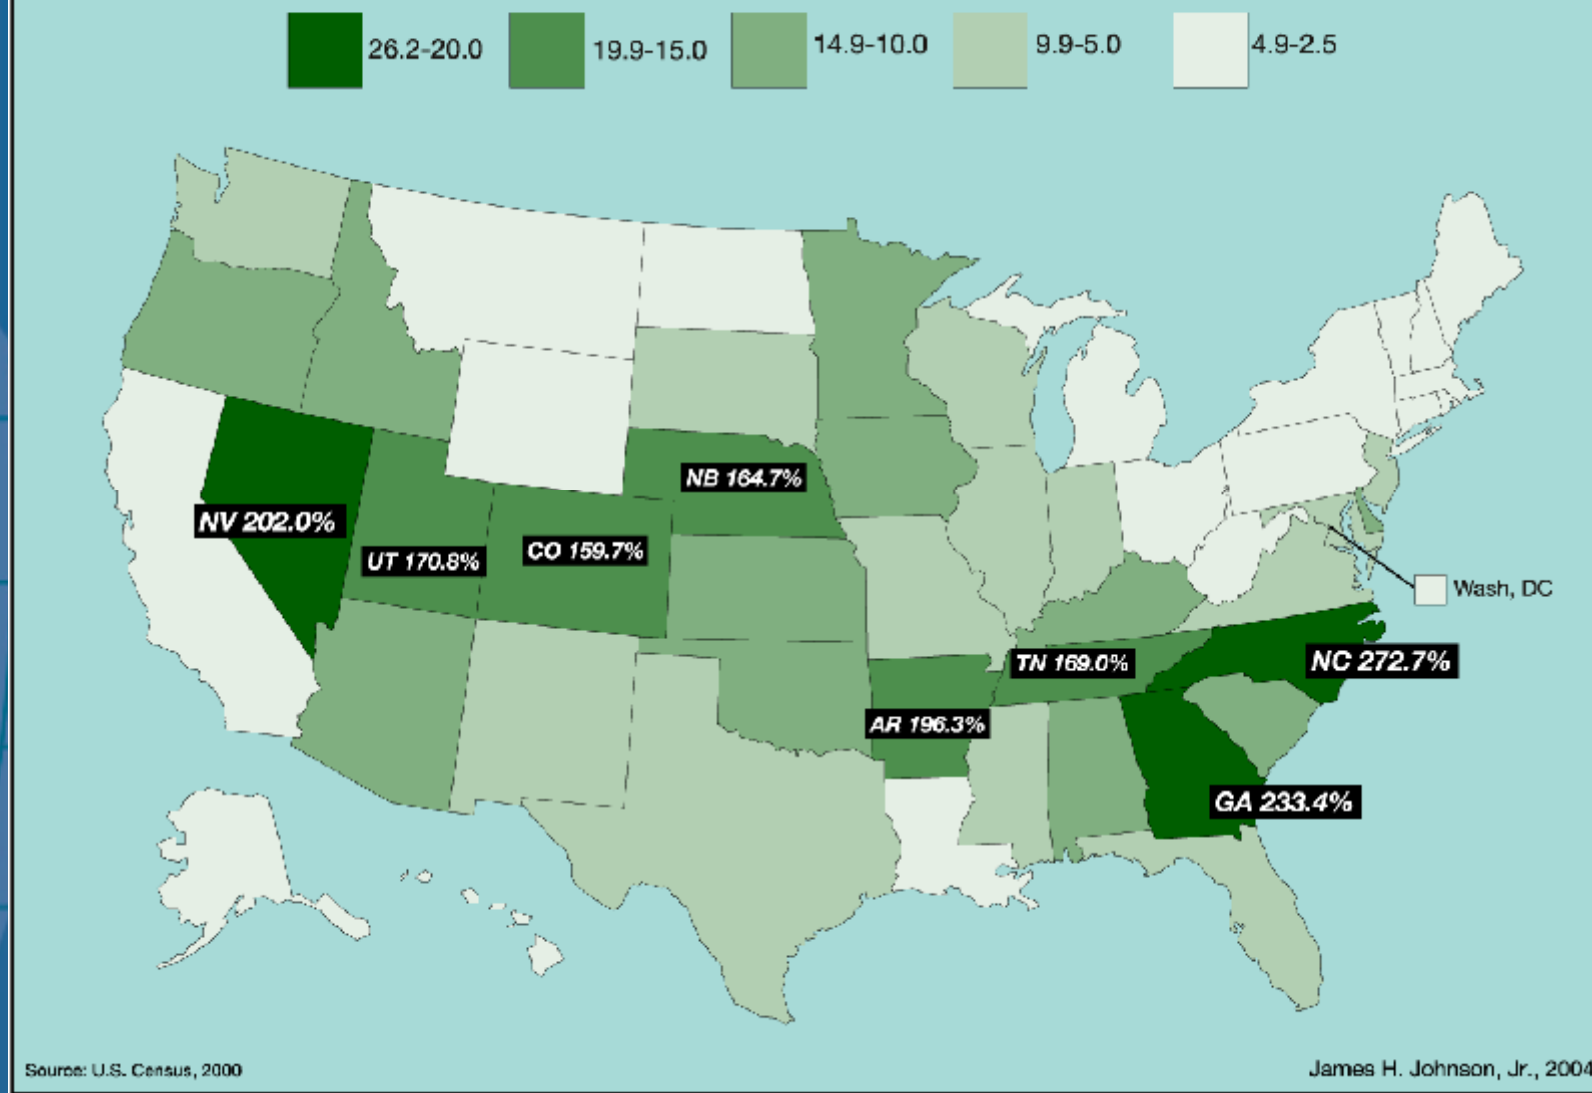 26.2-20.0 19.9-15.0 14.9-10.0 9.9-5.0 4.9-2.5
NB 164.7%
NV 202.0%
UT 170.8%
CO 159.7%
Wash, DC
TN 169.0%
NC 272.7%
AR 196.3%
GA 233.4%
Source: U.S. Census, 2000
James H. Johnson, Jr., 2004